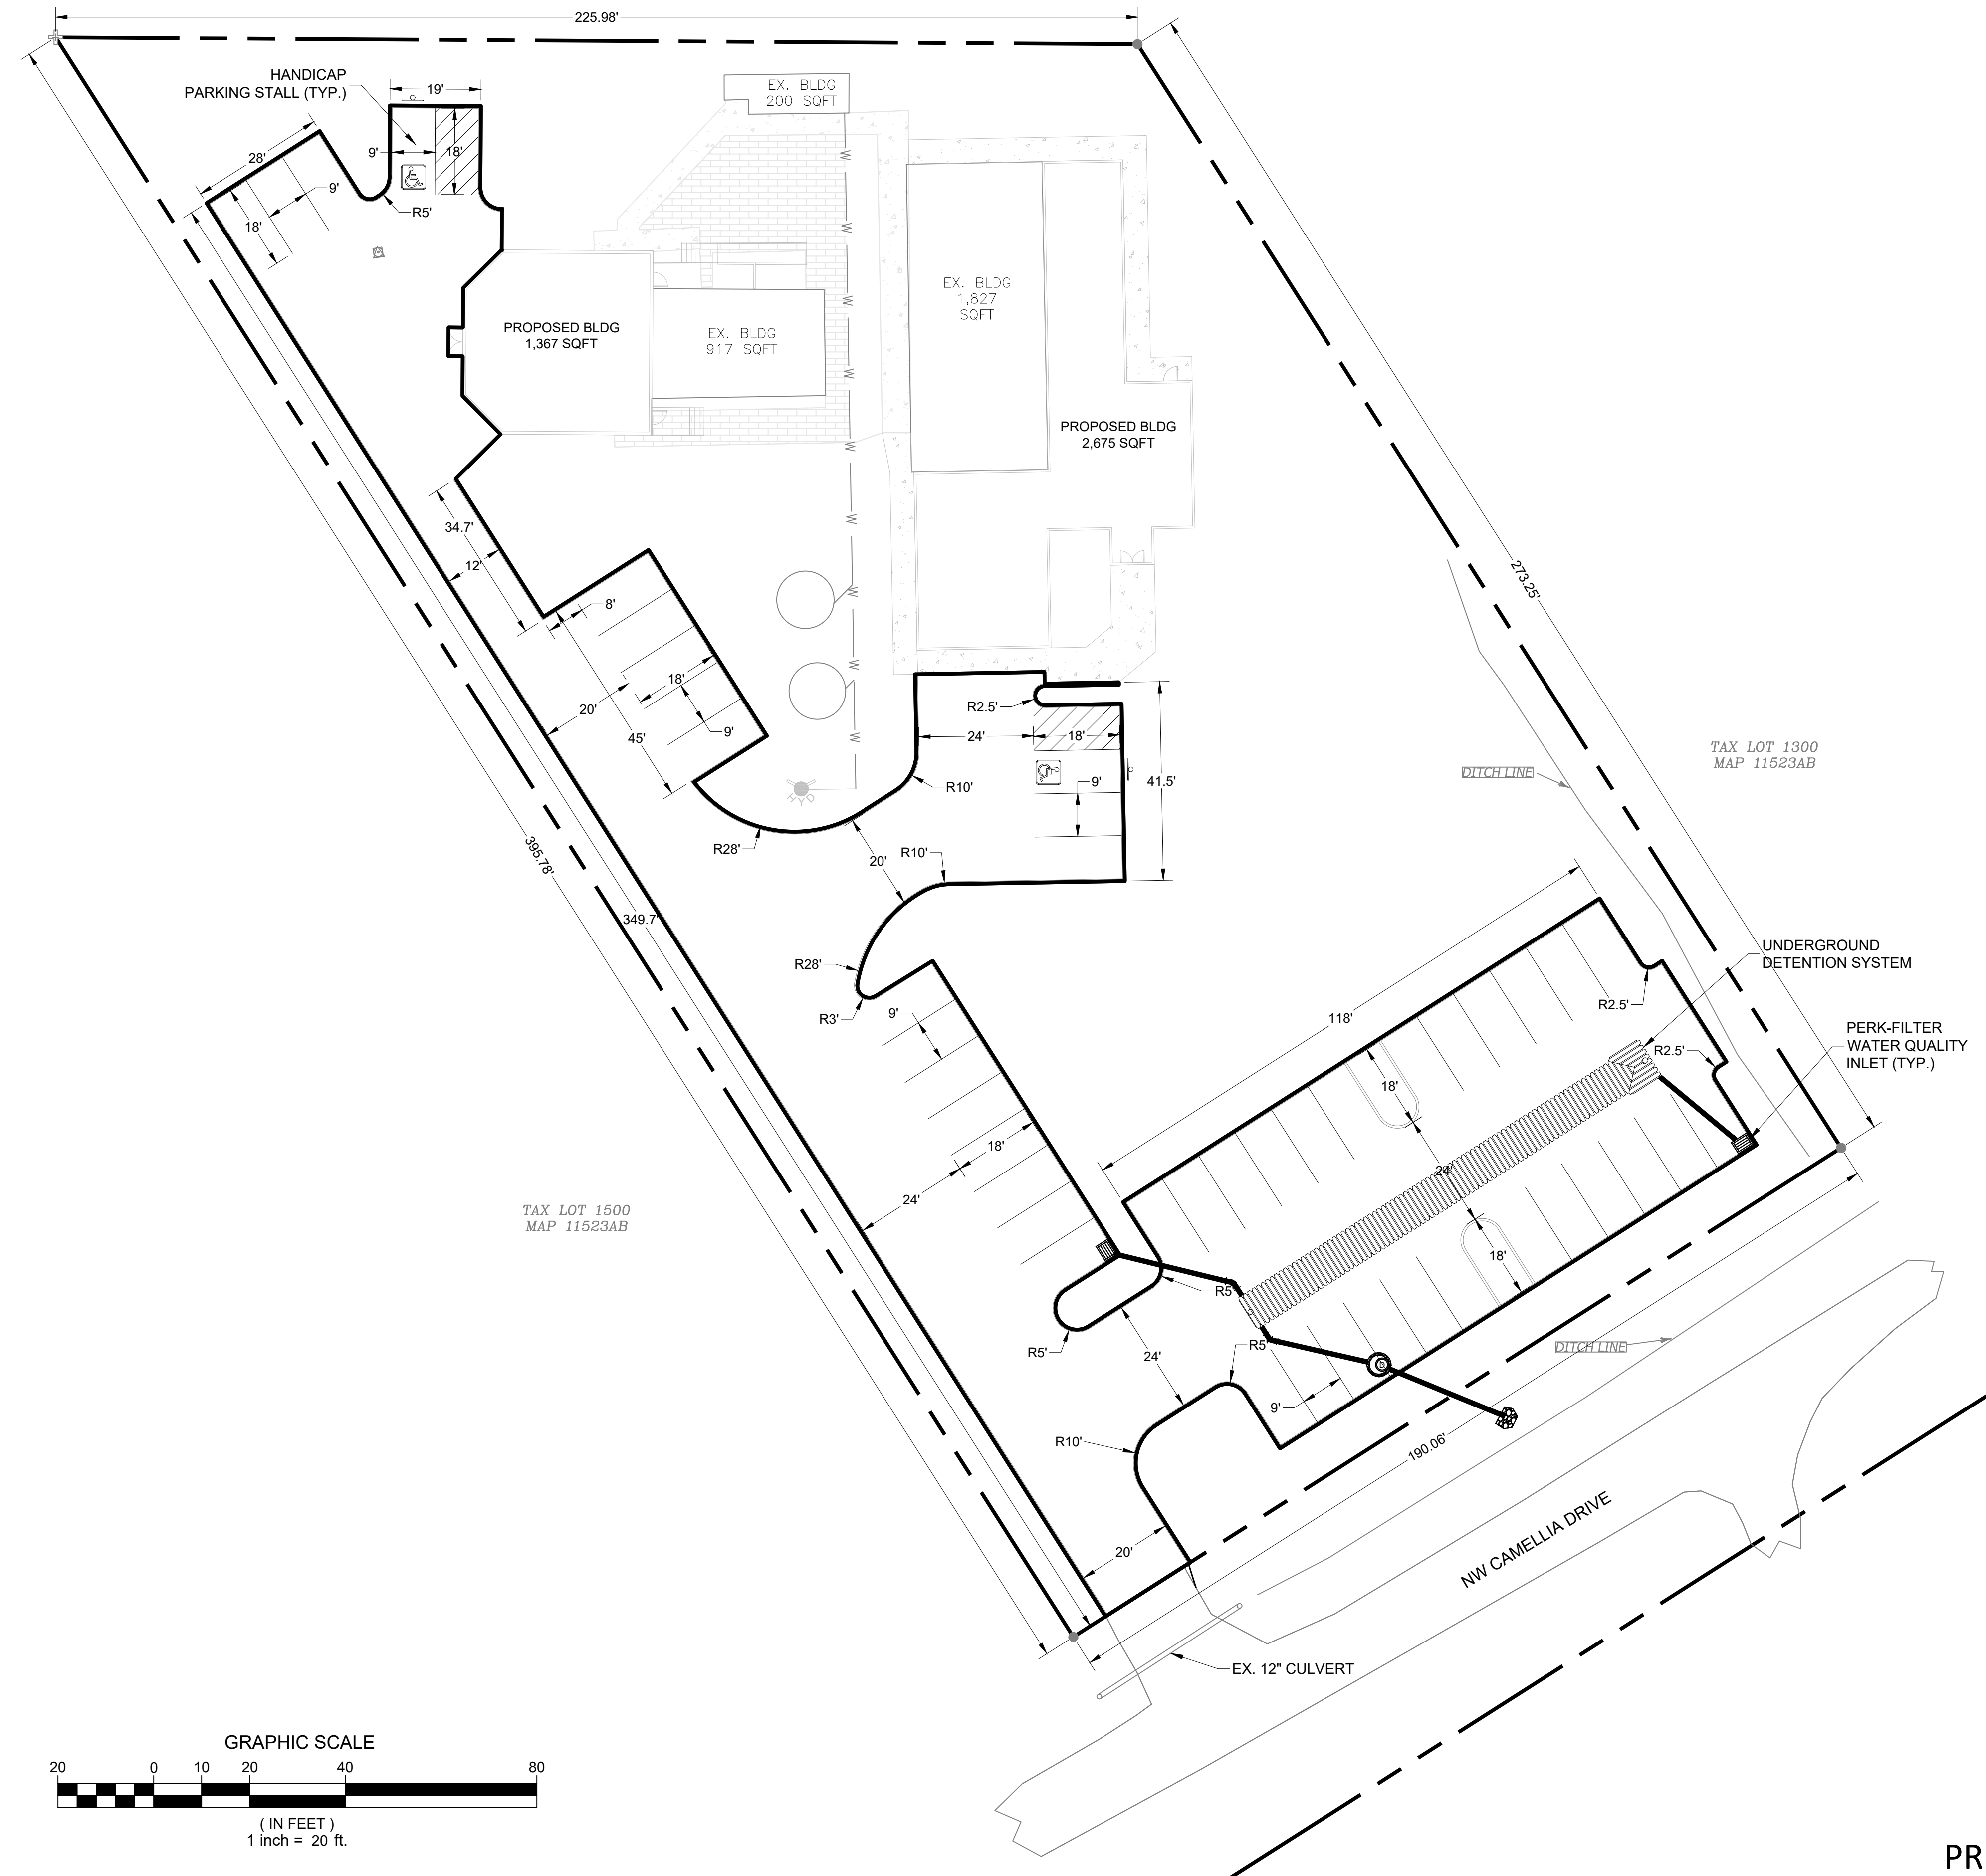 225.98'
HANDICAP
PARKING STALL (TYP.)
19'
EX. BLDG
200 SQFT
28'
9'
18'
9'
18'
R5'
EX. BLDG
1,827
SQFT
PROPOSED BLDG
1,367 SQFT
EX. BLDG
917 SQFT
W
W
W
W
W
W
W
W
W
PROPOSED BLDG
2,675 SQFT
34.7'
12'
8'
273.25'
18'
20'
9'
45'
R2.5'
24'
18'
HYD
R10'
9'
41.5'
TAX LOT 1300
MAP 11523AB
DITCH LINE
R28'
20'
R10'
395.78'
349.7'
R28'
R3'
9'
UNDERGROUND
DETENTION SYSTEM
R2.5'
118'
PERK-FILTER
WATER QUALITY
INLET (TYP.)
R2.5'
18'
18'
24'
24'
TAX LOT 1500
MAP 11523AB
18'
R5'
R5'
R5'
24'
DITCH LINE
9'
R10'
190.06'
20'
NW CAMELLIA DRIVE
EX. 12" CULVERT
GRAPHIC SCALE
20 0 10 20 40 80
( IN FEET )
1 inch = 20 ft.
PR